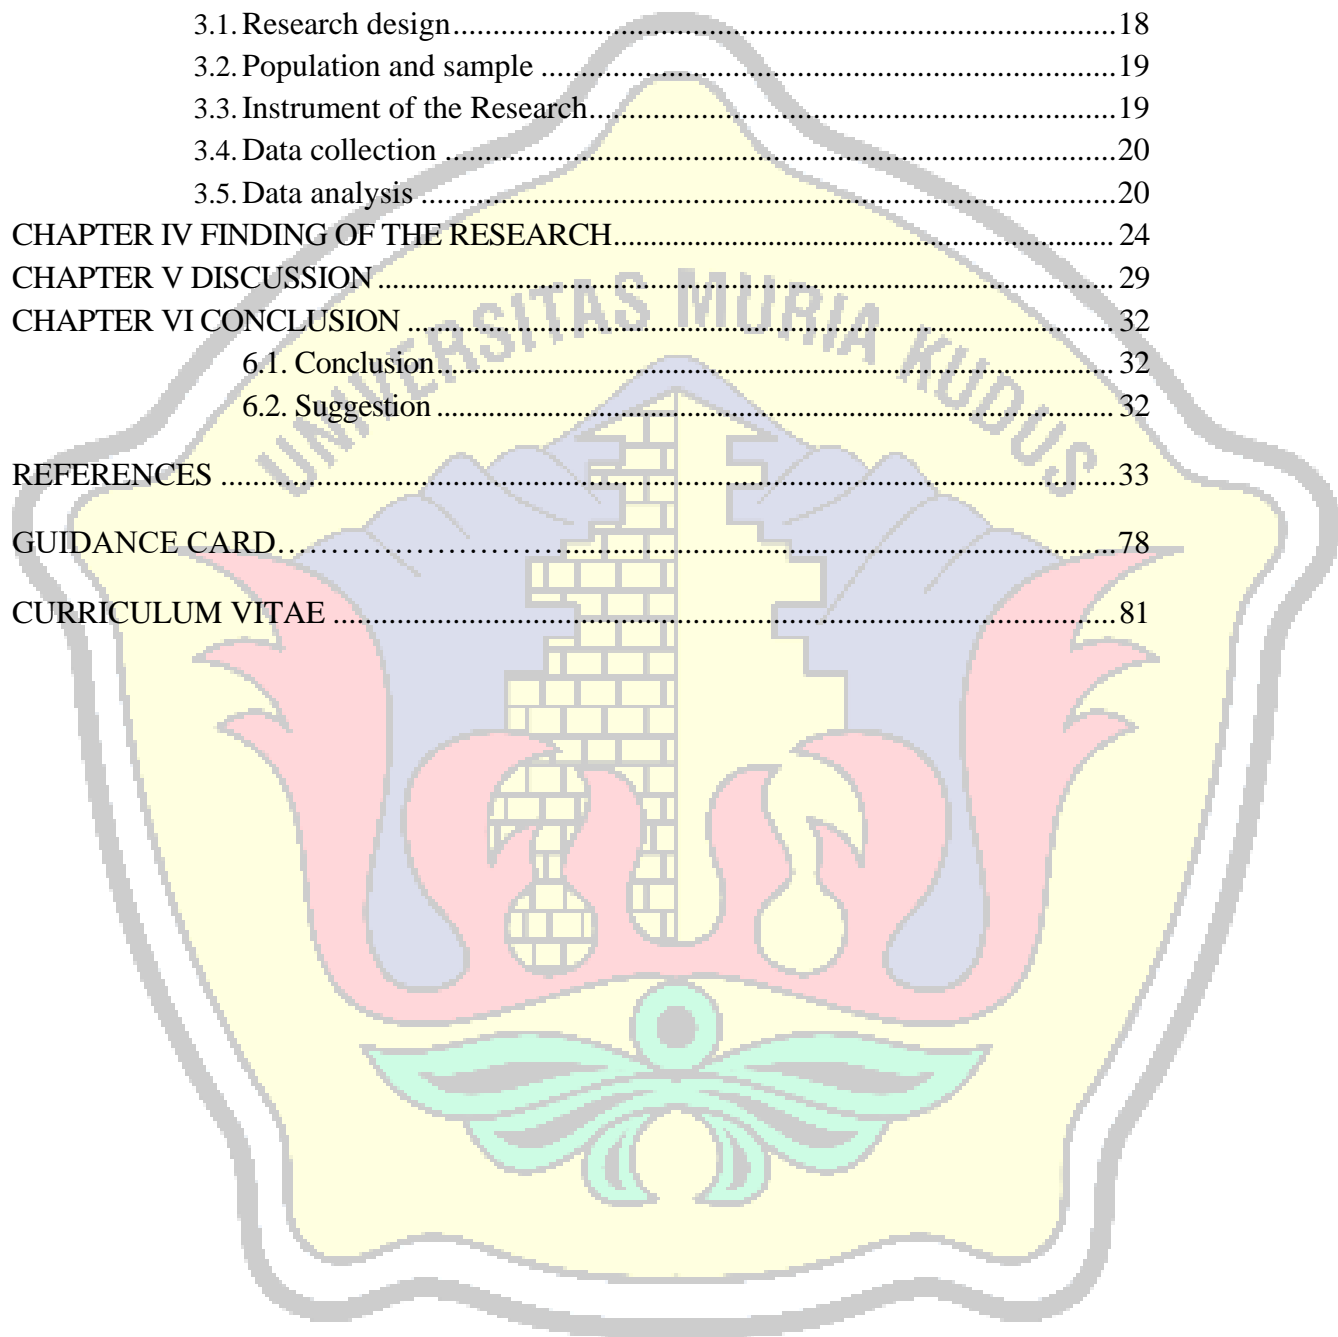 3.1. Research design....................................................................................18
3.2. Population and sample .........................................................................19
3.3. Instrument of the Research...................................................................19
3.4. Data collection .....................................................................................20
3.5. Data analysis ........................................................................................20
CHAPTER IV FINDING OF THE RESEARCH............................................................... 24
CHAPTER V DISCUSSION............................................................................................. 29
CHAPTER VI CONCLUSION ......................................................................................... 32
6.1. Conclusion...................................................................................... 32
6.2. Suggestion ...................................................................................... 32
UNIVERSITAS MURIA KUDUS
REFERENCES .................................................................................................................33
GUIDANCE CARD……………………….......................................................................78
CURRICULUM VITAE ...................................................................................................81